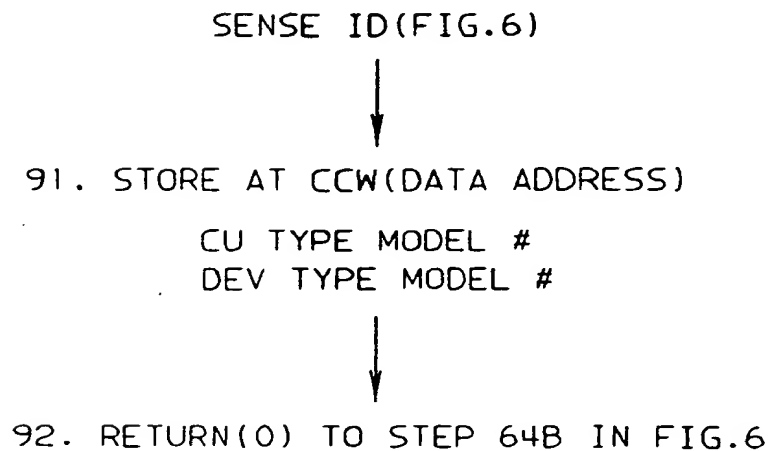 SENSE ID(FIG.6)
91. STORE AT CCW(DATA ADDRESS)
CU TYPE MODEL #
DEV TYPE MODEL #
92. RETURN(0) TO STEP 64B IN FIG.6